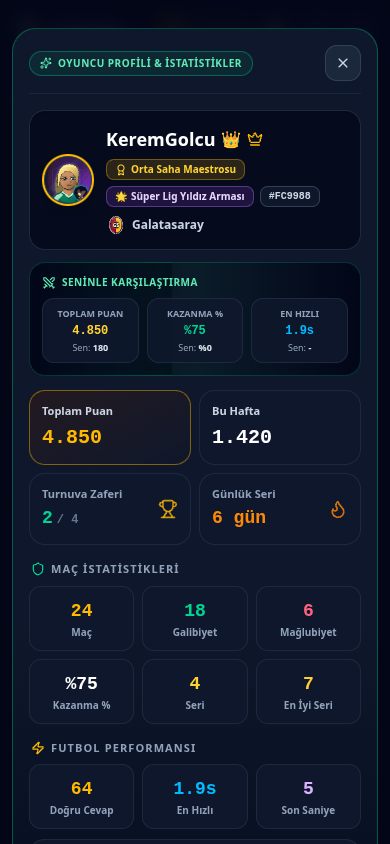 OYUNCU PROFİLİ & İSTATİSTİKLER
KeremGolcu 👑
Orta Saha Maestrosu
🌟 Süper Lig Yıldız Arması
#FC9988
Galatasaray
SENİNLE KARŞILAŞTIRMA
TOPLAM PUAN
4.850
Sen: 180
KAZANMA %
%75
Sen: %0
EN HIZLI
1.9s
Sen: -
Toplam Puan
4.850
Bu Hafta
1.420
Turnuva Zaferi
2 / 4
Günlük Seri
6 gün
MAÇ İSTATİSTİKLERİ
24
Maç
18
Galibiyet
6
Mağlubiyet
%75
Kazanma %
4
Seri
7
En İyi Seri
FUTBOL PERFORMANSI
64
Doğru Cevap
1.9s
En Hızlı
5
Son Saniye